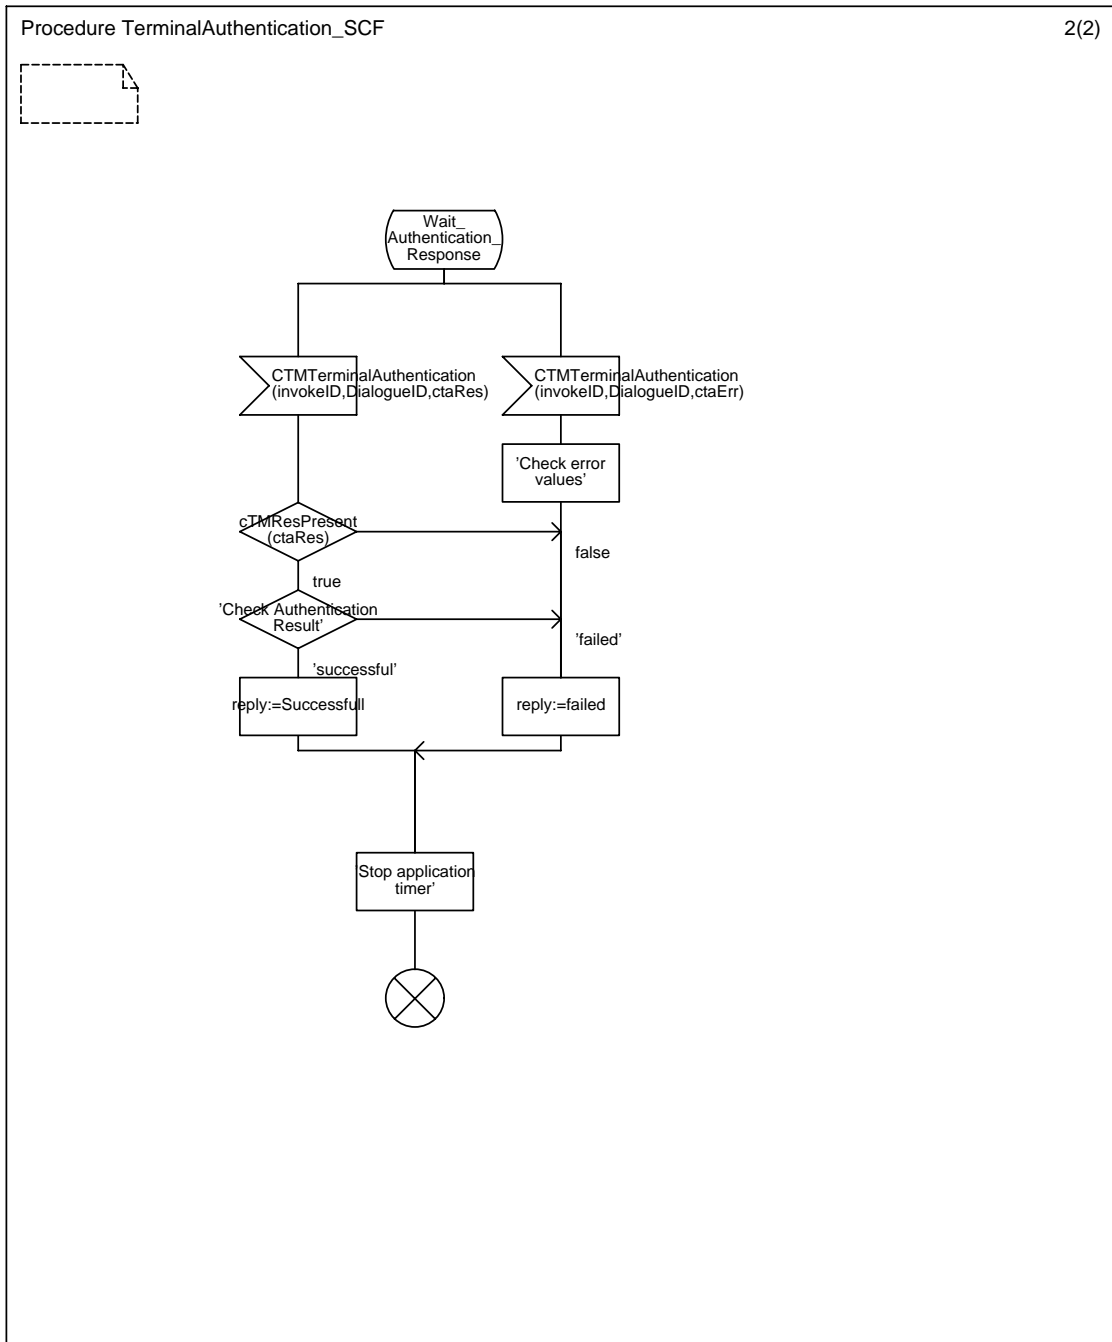 Procedure TerminalAuthentication_SCF
2(2)
Wait_
Authentication_
Response
CTMTerminalAuthentication
(invokeID,DialogueID,ctaRes)
CTMTerminalAuthentication
(invokeID,DialogueID,ctaErr)
'Check error
values'
cTMResPresent
(ctaRes)
false
true
'Check Authentication
Result'
'failed'
'successful'
reply:=Successfull
reply:=failed
'Stop application
timer'